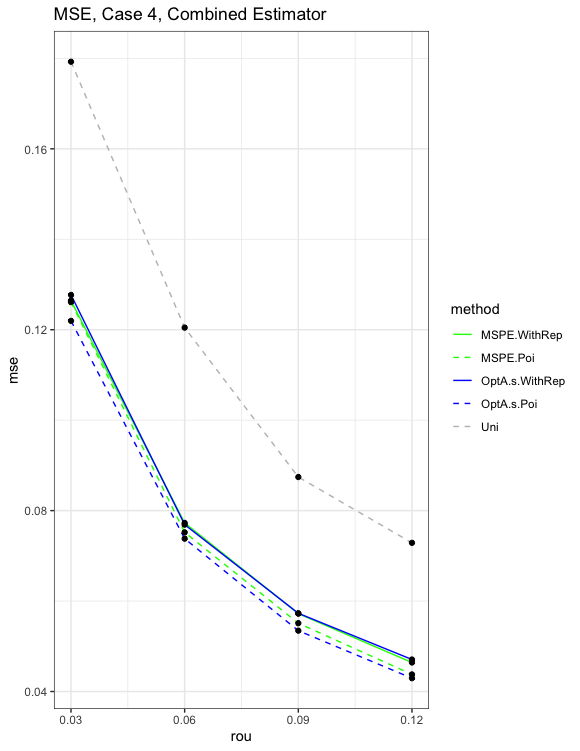 MSE, Case 4, Combined Estimator
mse
0.16
0.12
0.08
0.04
0.03
0.06
0.09
0.12
rou
method
MSPE.WithRep
MSPE.Poi
OptA.s.WithRep
OptA.s.Poi
Uni